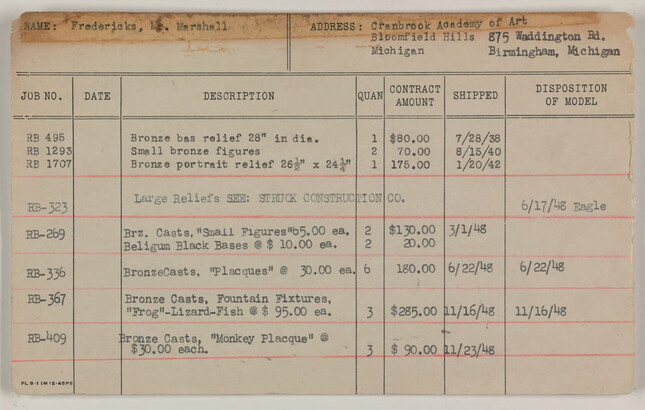 NAME: Fredericks, Mr. Marshall ADDRESS: Cranbrook Academy of Art
Bloomfield Hills 875 Waddington Rd.
Michigan Birmingham, Michigan
JOB NO. DATE DESCRIPTION QUAN CONTRACT AMOUNT SHIPPED DISPOSITION OF MODEL
RB 495 Bronze bas relief 28" in dia. 1 $80.00 7/28/38
RB 1293 Small bronze figures 2 70.00 8/15/40
RB 1707 Bronze portrait relief 26½" x 24¼" 1 175.00 1/20/42
Large Reliefs SEE: STRUCK CONSTRUCTION CO.
RB-323 6/17/48 Eagle
RB-269 Brz. Casts,"Small Figures"65.00 ea. 2 $130.00 3/1/48
Beligum Black Bases @ $ 10.00 ea. 2 20.00
RB-336 BronzeCasts, "Placques" @ 30.00 ea. 6 180.00 6/22/48 6/22/48
RB-367 Bronze Casts, Fountain Fixtures,
"Frog"-Lizard-Fish @ $ 95.00 ea. 3 $285.00 11/16/48 11/16/48
RB-409 Bronze Casts, "Monkey Placque" @
$30.00 each. 3 $ 90.00 11/23/48